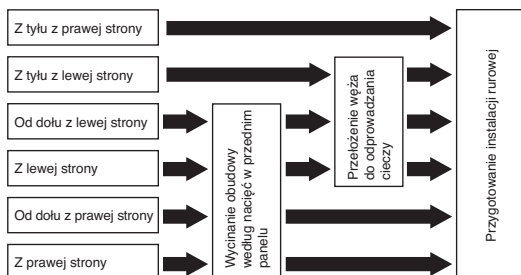 Z tyłu z prawej strony
Z tyłu z lewej strony
Od dołu z lewej strony
Z lewej strony
Od dołu z prawej strony
Z prawej strony
Wycinanie obudowy
według nacięć w przednim
panelu
Przełożenie węża
do odprowadzania
cieczy
Przygotowanie instalacji rurowej